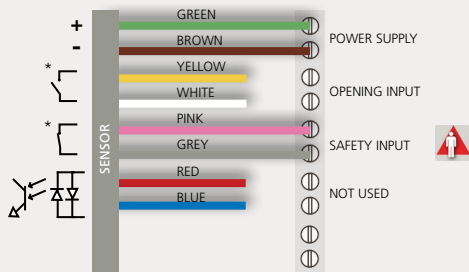 GREEN
+
POWER SUPPLY
BROWN
-
YELLOW
*
OPENING INPUT
WHITE
PINK
*
SAFETY INPUT
GREY
SENSOR
RED
NOT USED
BLUE